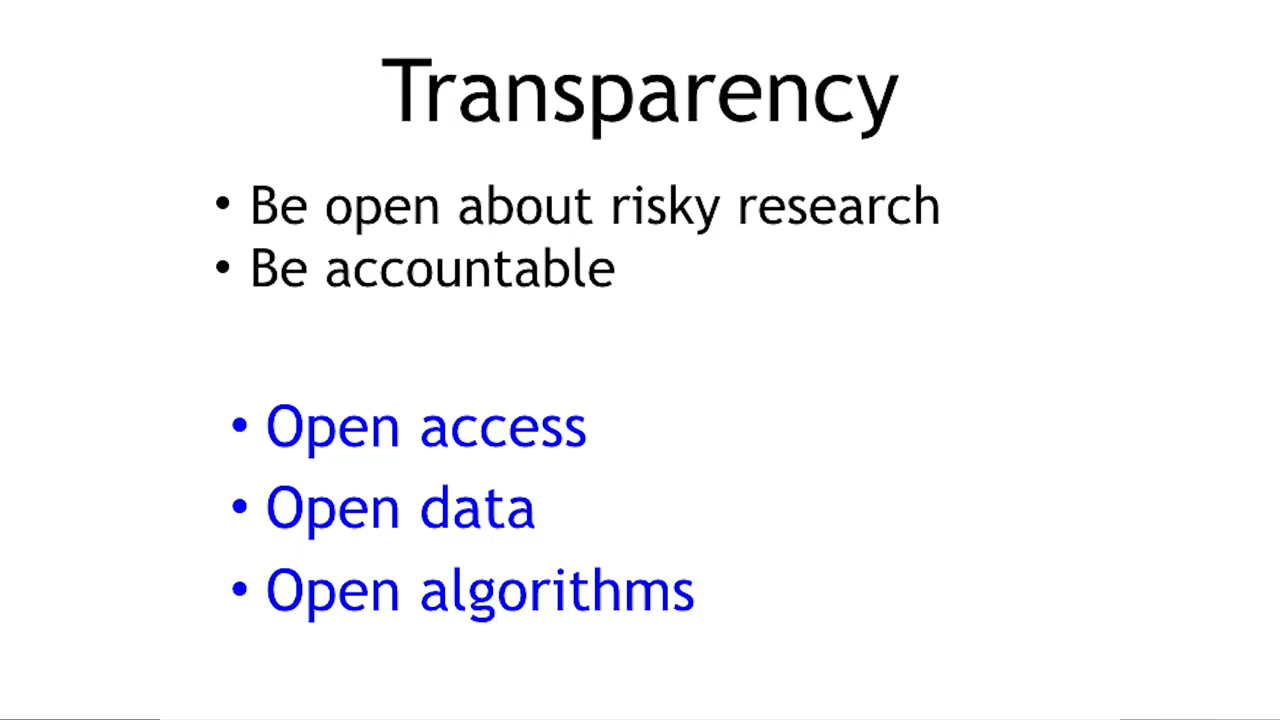 Transparency
• Be open about risky research
• Be accountable
• Open access
• Open data
• Open algorithms